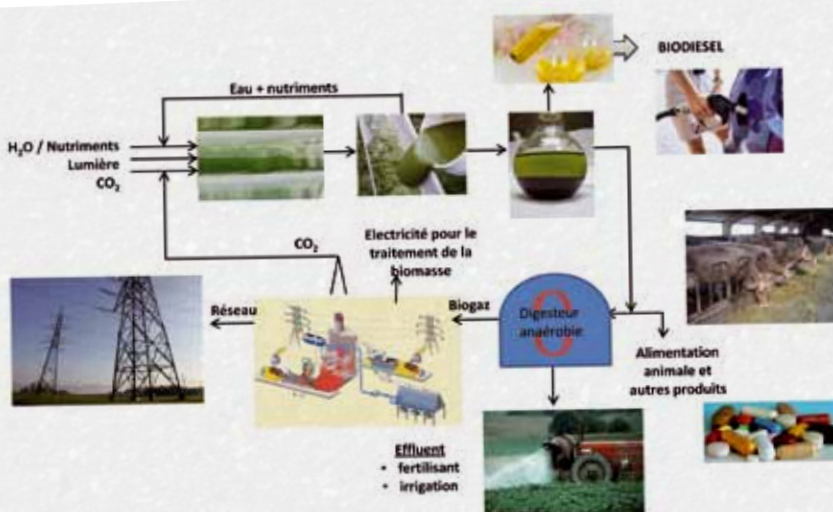 BIODIESEL
Eau + nutriments
H₂O / Nutriments
Lumière
CO₂
CO₂
Electricité pour le
traitement de la
biomasse
Réseau
Biogaz
Digesteur
anaérobie
Alimentation
animale et
autres produits
Effluent
• fertilisant
• irrigation